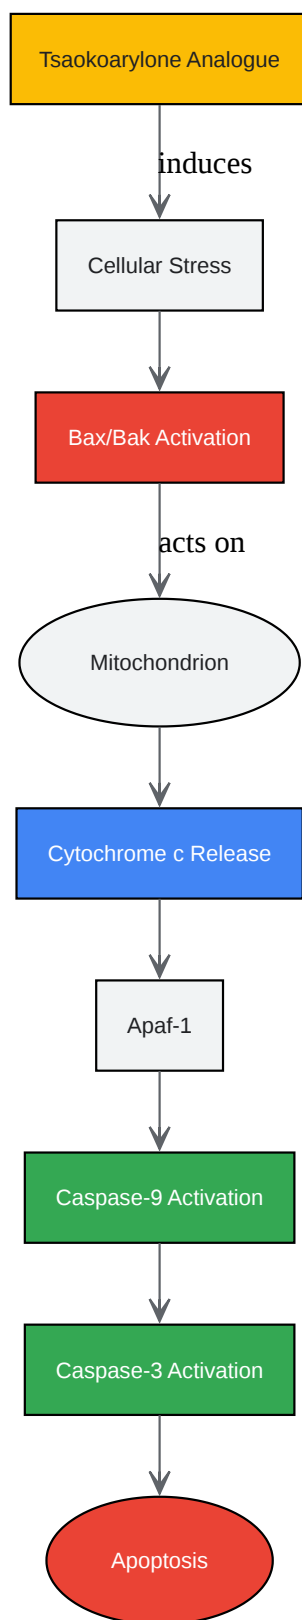 Tsaokoarylone Analogue
induces
Cellular Stress
Bax/Bak Activation
acts on
Mitochondrion
Cytochrome c Release
Apaf-1
Caspase-9 Activation
Caspase-3 Activation
Apoptosis